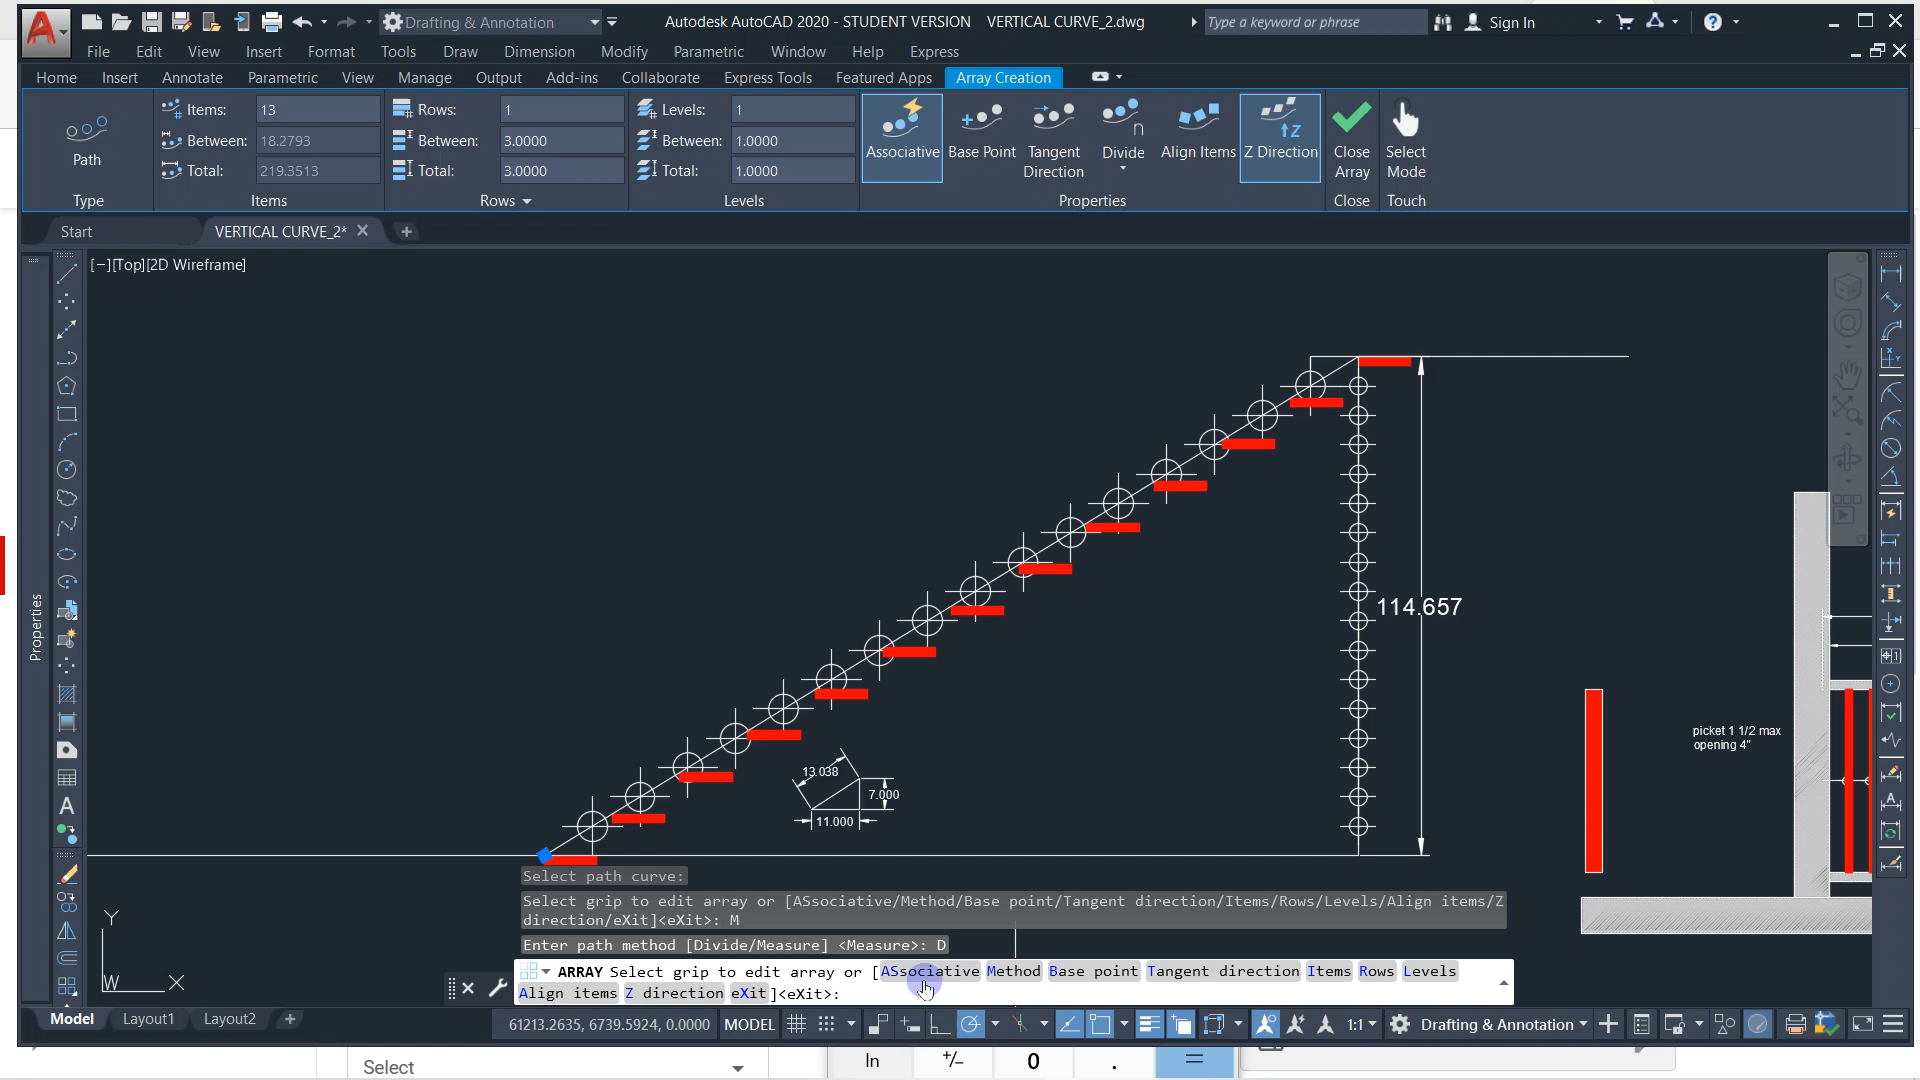 Drafting & Annotation
Autodesk AutoCAD 2020 - STUDENT VERSION VERTICAL CURVE_2.dwg
Type a keyword or phrase
Sign In
File Edit View Insert Format Tools Draw Dimension Modify Parametric Window Help Express
Home Insert Annotate Parametric View Manage Output Add-ins Collaborate Express Tools Featured Apps Array Creation
Path
Type
Items: 13
Between: 18.2793
Total: 219.3513
Items
Rows: 1
Between: 3.0000
Total: 3.0000
Rows
Levels: 1
Between: 1.0000
Total: 1.0000
Levels
Associative
Base Point
Tangent
Direction
Divide
Align Items
Z Direction
Properties
Close
Array
Close
Select
Mode
Touch
Start
VERTICAL CURVE_2*
[−][Top][2D Wireframe]
Properties
114.657
picket 1 1/2 max
opening 4"
13.038
7.000
11.000
Select path curve:
Select grip to edit array or [ASsociative/Method/Base point/Tangent direction/Items/Rows/Levels/Align items/Z
direction/eXit]<eXit>: M
Enter path method [Divide/Measure] <Measure>: D
ARRAY Select grip to edit array or [ASsociative Method Base point Tangent direction Items Rows Levels
Align items Z direction eXit]<eXit>:
Y
W X
Model Layout1 Layout2
61213.2635, 6739.5924, 0.0000 MODEL 1:1 Drafting & Annotation
Select
ln +/− 0 . =